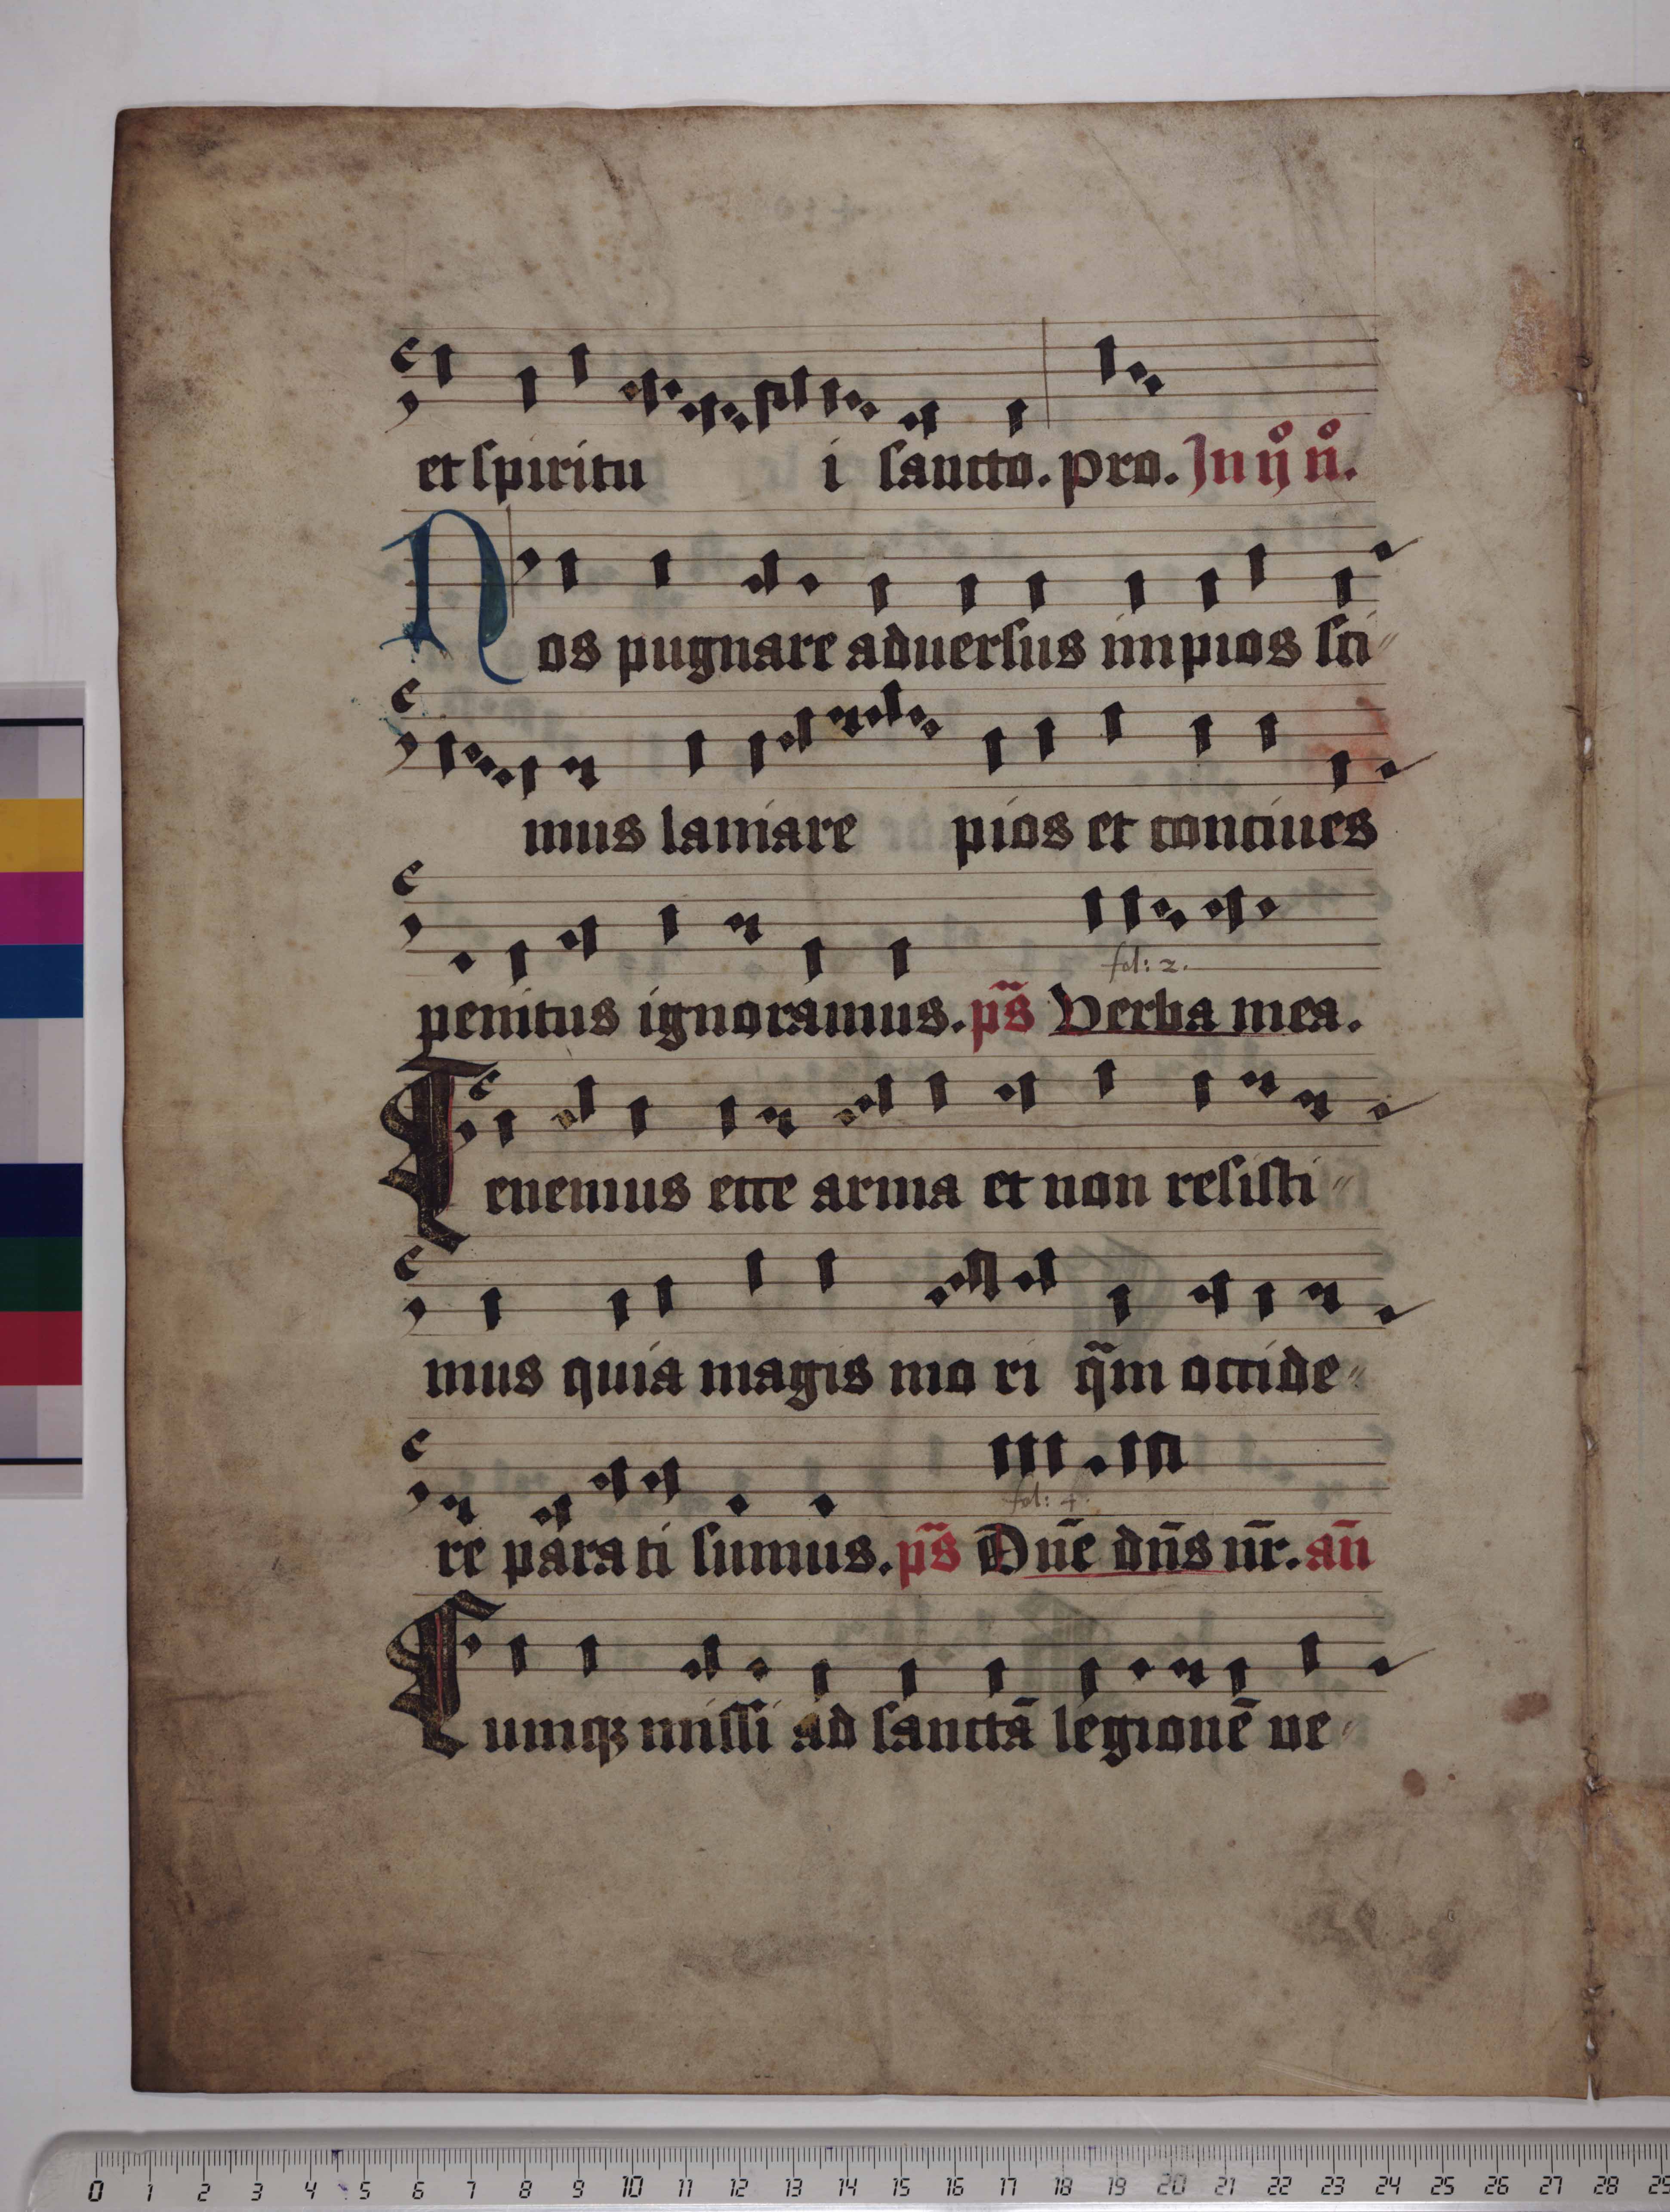 et spiritu i sancto. pro. Jn ij n̊.
Nos pugnare aduersus impios sci⸗
mus laniare pios et conciues
fol: 2.
penitus ignoramus. ps̄ Verba mea.
Tenemus ecce arma et non resisti⸗
mus quia magis mo ri q̄m occide⸗
fol: 4.
re parati sumus. ps̄ Dn̄e dn̄s nr̄. an̄
Cumqꝫ missi ad sanctā legionē ue⸗
0 1 2 3 4 5 6 7 8 9 10 11 12 13 14 15 16 17 18 19 20 21 22 23 24 25 26 27 28 29